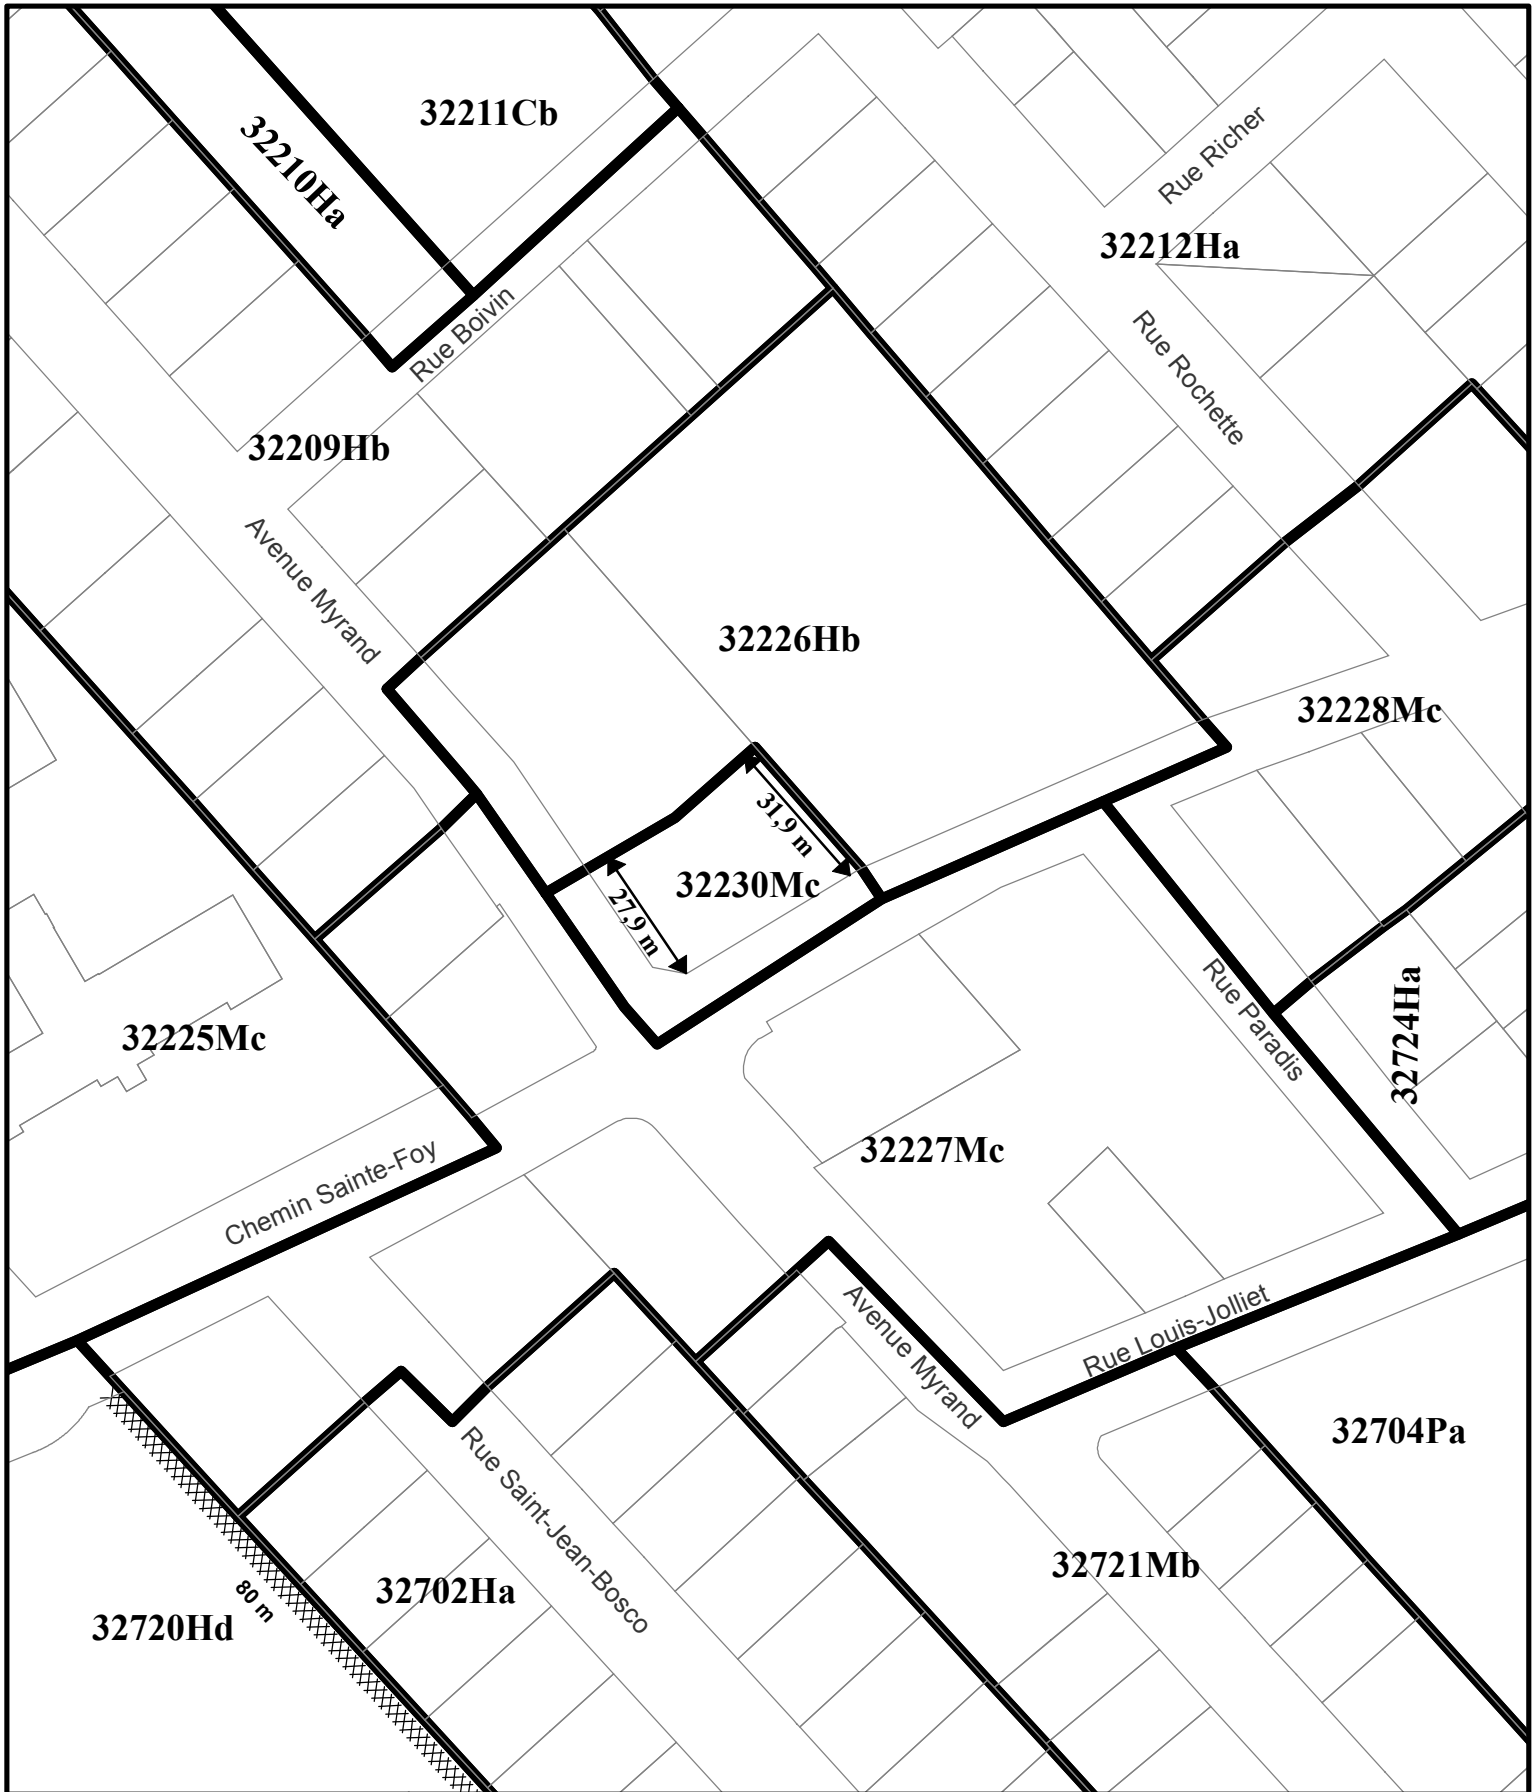 32211Cb
32210Ha
Rue Richer
32212Ha
Rue Boivin
Rue Rochette
32209Hb
Avenue Myrand
32226Hb
32228Mc
31,9 m
32230Mc
27,9 m
Rue Paradis
32724Ha
32225Mc
32227Mc
Chemin Sainte-Foy
Avenue Myrand
Rue Louis-Jolliet
32704Pa
Rue Saint-Jean-Bosco
32721Mb
32702Ha
80 m
32720Hd